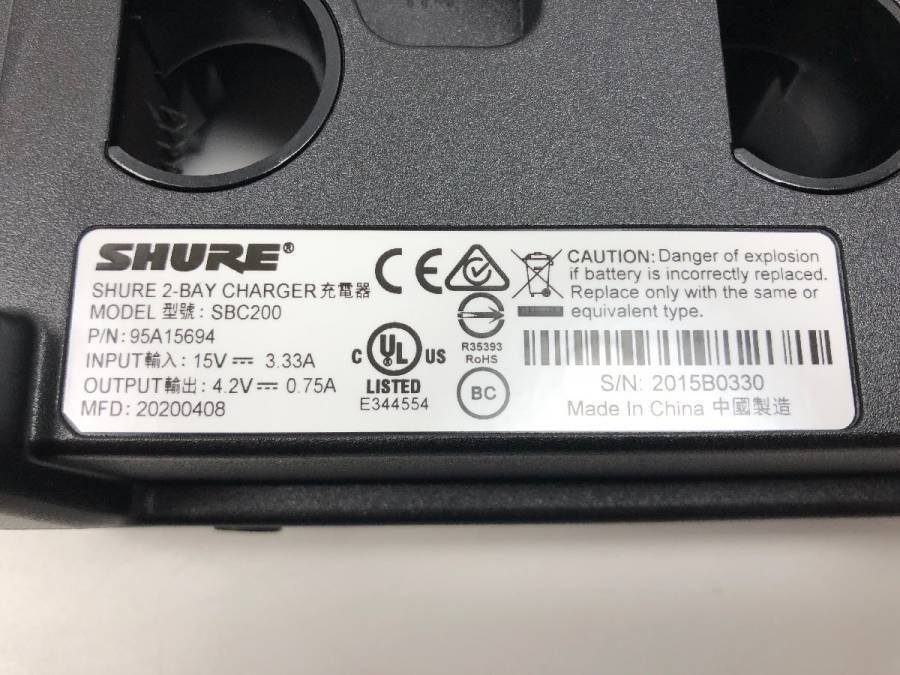 SHURE®
SHURE 2-BAY CHARGER 充電器
MODEL 型號: SBC200
P/N: 95A15694
INPUT輸入: 15V⎓ 3.33A
OUTPUT輸出: 4.2V⎓ 0.75A
MFD: 20200408
CE
C UL US
LISTED
E344554
R35393
RoHS
BC
CAUTION: Danger of explosion
if battery is incorrectly replaced.
Replace only with the same or
equivalent type.
S/N: 2015B0330
Made In China 中國製造